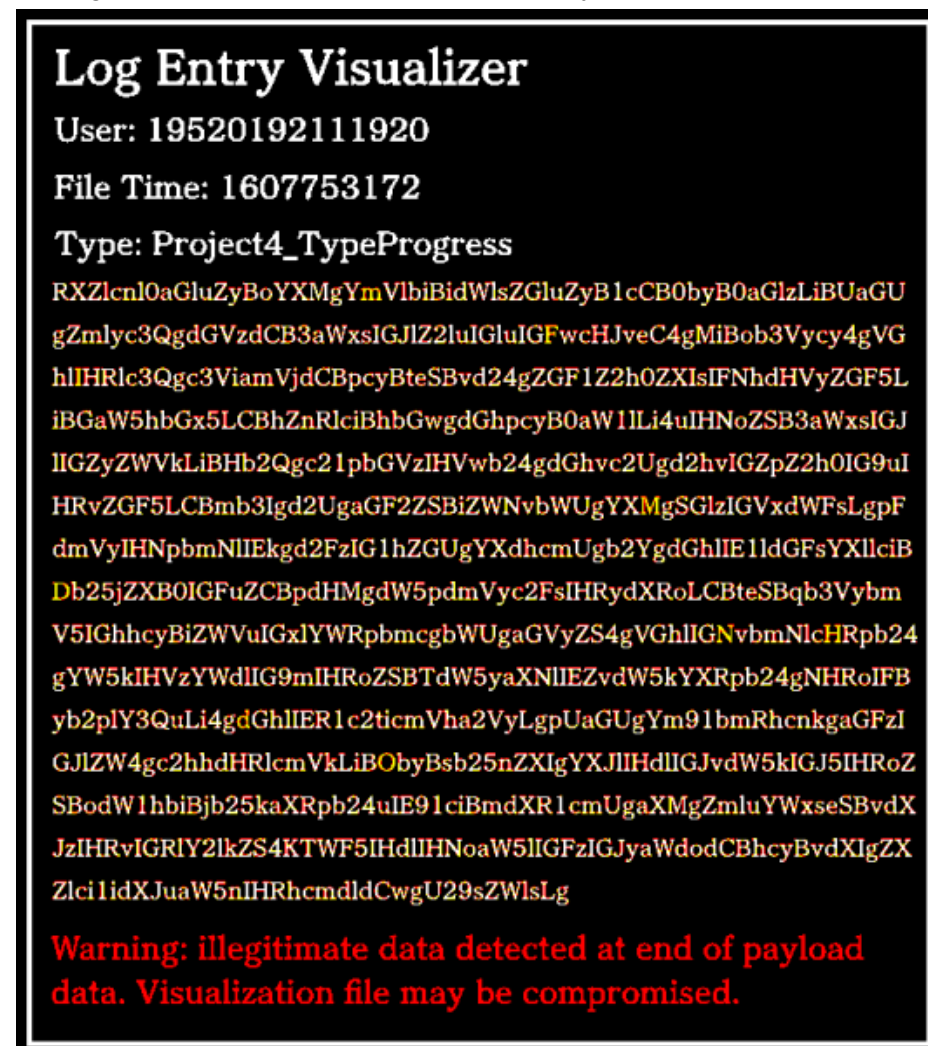 Log Entry Visualizer
User: 19520192111920
File Time: 1607753172
Type: Project4_TypeProgress
RXZlcnl0aGluZyBoYXMgYmVlbiBidWlsZGluZyB1cCB0byB0aGlzLiBUaGU
gZmlyc3QgdGVzdCB3aWxsIGJlZ2luIGluIGFwcHJveC4gMiBob3Vycy4gVG
hlIHRlc3Qgc3ViamVjdCBpcyBteSBvd24gZGF1Z2h0ZXIsIFNhdHVyZGF5L
iBGaW5hbGx5LCBhZnRlciBhbGwgdGhpcyB0aW1lLi4uIHNoZSB3aWxsIGJ
lIGZyZWVkLiBHb2Qgc21pbGVzIHVwb24gdGhvc2Ugd2hvIGZpZ2h0IG9uI
HRvZGF5LCBmb3Igd2UgaGF2ZSBiZWNvbWUgYXMgSGlzIGVxdWFsLgpF
dmVyIHNpbmNlIEkgd2FzIG1hZGUgYXdhcmUgb2YgdGhlIE1ldGFsYXllciB
Db25jZXB0IGFuZCBpdHMgdW5pdmVyc2FsIHRydXRoLCBteSBqb3Vybm
V5IGhhcyBiZWVuIGxlYWRpbmcgbWUgaGVyZS4gVGhlIGNvbmNlcHRpb24
gYW5kIHVzYWdlIG9mIHRoZSBTdW5yaXNlIEZvdW5kYXRpb24gNHRoIFB
yb2plY3QuLi4gdGhlIER1c2ticmVha2VyLgpUaGUgYm91bmRhcnkgaGFzI
GJlZW4gc2hhdHRlcmVkLiBObyBsb25nZXIgYXJlIHdlIGJvdW5kIGJ5IHRoZ
SBodW1hbiBjb25kaXRpb24uIE91ciBmdXR1cmUgaXMgZmluYWxseSBvdX
JzIHRvIGRlY2lkZS4KTWF5IHdlIHNoaW5lIGFzIGJyaWdodCBhcyBvdXIgZX
Zlci1idXJuaW5nIHRhcmdldCwgU29sZWlsLg
Warning: illegitimate data detected at end of payload
data. Visualization file may be compromised.